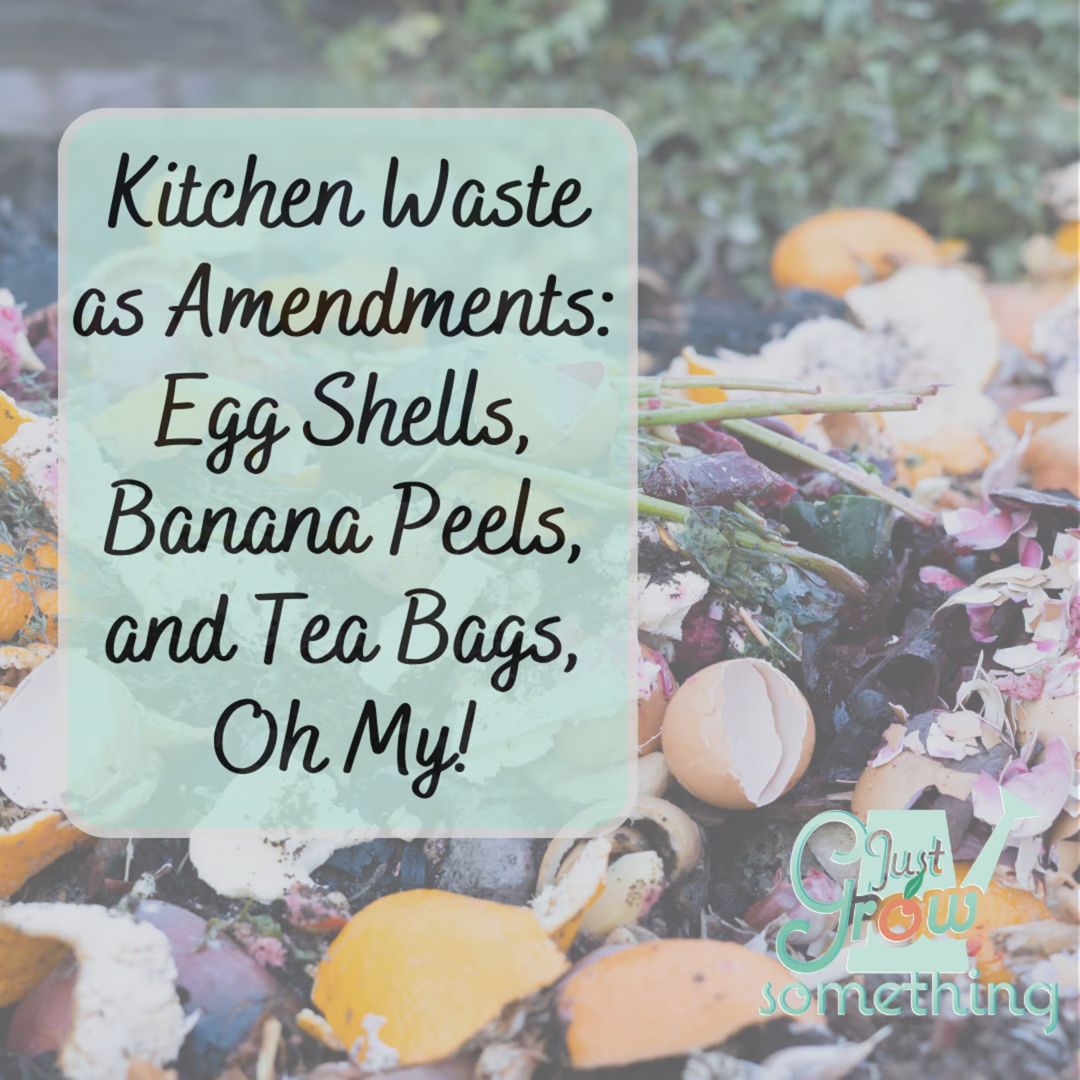 Kitchen Waste
as Amendments:
Egg Shells,
Banana Peels,
and Tea Bags,
Oh My!
Just
Grow
something